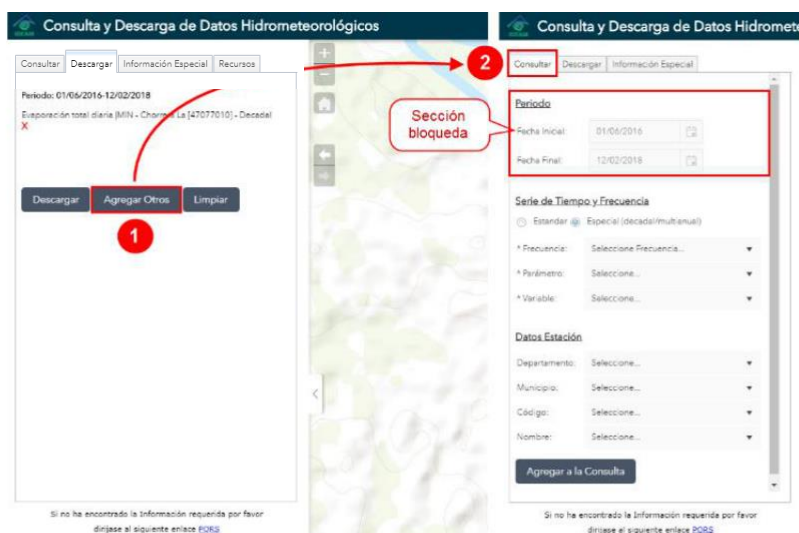 Consulta y Descarga de Datos Hidrometeorológicos
Consultar Descargar Información Especial Recursos
Periodo: 01/06/2016-12/02/2018
Evaporación total diaria |MIN - Chorrera La [47077010] - Decadal
X
Descargar Agregar Otros Limpiar
1
Si no ha encontrado la Información requerida por favor
dirijase al siguiente enlace PQRS
Consulta y Descarga de Datos Hidromete
2
Consultar Descargar Información Especial
Sección
bloqueda
Periodo
Fecha Inicial: 01/06/2016
Fecha Final: 12/02/2018
Serie de Tiempo y Frecuencia
Estandar Especial (decadal/multianual)
* Frecuencia: Seleccione Frecuencia...
* Parámetro: Seleccione...
* Variable: Seleccione...
Datos Estación
Departamento: Seleccione...
Municipio: Seleccione...
Código: Seleccione...
Nombre: Seleccione...
Agregar a la Consulta
Si no ha encontrado la Información requerida por favor
dirijase al siguiente enlace PQRS